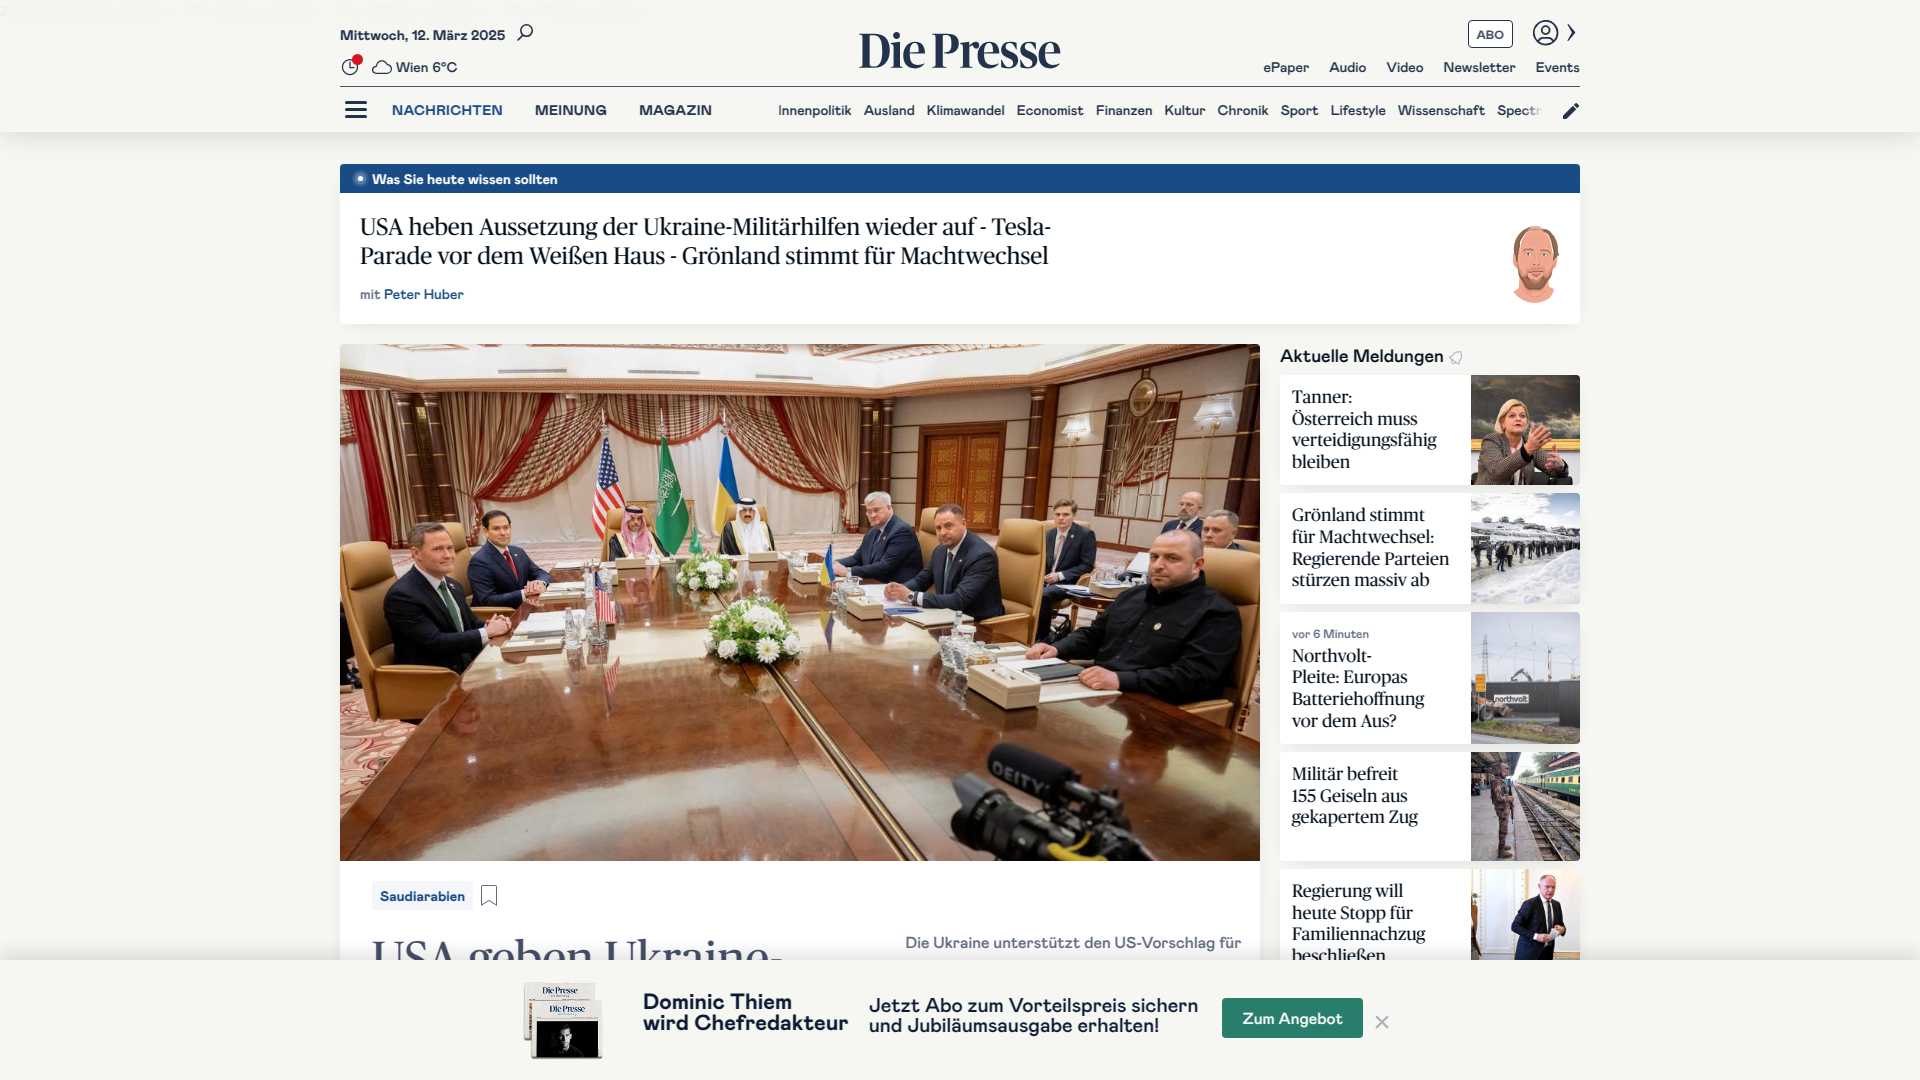 Mittwoch, 12. März 2025
Wien 6°C
Die Presse
ABO
ePaper
Audio
Video
Newsletter
Events
NACHRICHTEN
MEINUNG
MAGAZIN
Innenpolitik
Ausland
Klimawandel
Economist
Finanzen
Kultur
Chronik
Sport
Lifestyle
Wissenschaft
Spectr
Was Sie heute wissen sollten
USA heben Aussetzung der Ukraine-Militärhilfen wieder auf - Tesla-
Parade vor dem Weißen Haus - Grönland stimmt für Machtwechsel
mit Peter Huber
DEITY
Saudiarabien
USA geben Ukraine-
Die Ukraine unterstützt den US-Vorschlag für
Aktuelle Meldungen
Tanner:
Österreich muss
verteidigungsfähig
bleiben
Grönland stimmt
für Machtwechsel:
Regierende Parteien
stürzen massiv ab
vor 6 Minuten
Northvolt-
Pleite: Europas
Batteriehoffnung
vor dem Aus?
northvolt
Militär befreit
155 Geiseln aus
gekapertem Zug
Regierung will
heute Stopp für
Familiennachzug
beschließen
Die Presse
Die Presse
Dominic Thiem
wird Chefredakteur
Jetzt Abo zum Vorteilspreis sichern
und Jubiläumsausgabe erhalten!
Zum Angebot